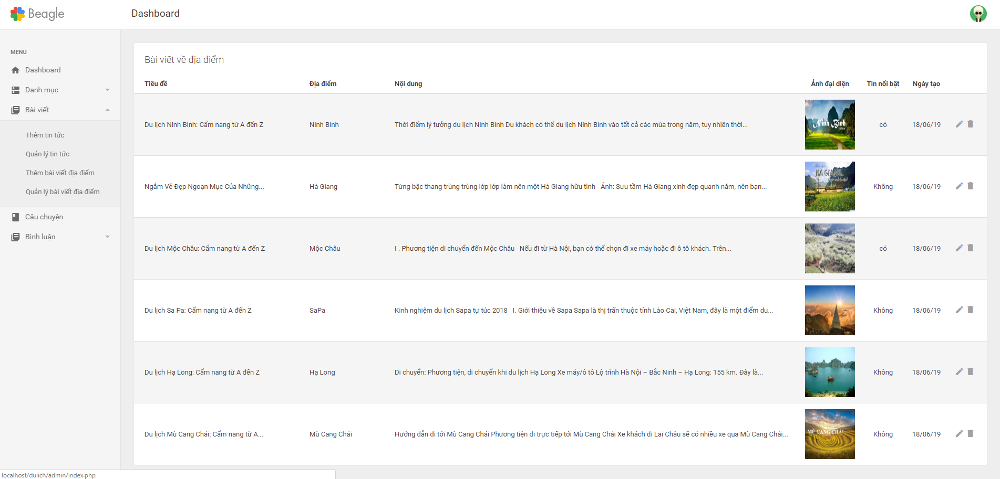 Beagle
Dashboard
MENU
Dashboard
Danh mục
Bài viết
Thêm tin tức
Quản lý tin tức
Thêm bài viết địa điểm
Quản lý bài viết địa điểm
Câu chuyện
Bình luận
Bài viết về địa điểm
Tiêu đề Địa điểm Nội dung Ảnh đại diện Tin nổi bật Ngày tạo
Du lịch Ninh Bình: Cẩm nang từ A đến Z Ninh Bình Thời điểm lý tưởng du lịch Ninh Bình Du khách có thể du lịch Ninh Bình vào tất cả các mùa trong năm, tuy nhiên thời... Ninh Bình có 18/06/19
Ngắm Vẻ Đẹp Ngoạn Mục Của Những... Hà Giang Từng bậc thang trùng trùng lớp lớp làm nên một Hà Giang hữu tình - Ảnh: Sưu tầm Hà Giang xinh đẹp quanh năm, nên bạn... HÀ GIANG Không 18/06/19
Du lịch Mộc Châu: Cẩm nang từ A đến Z Mộc Châu I . Phương tiện di chuyển đến Mộc Châu   Nếu đi từ Hà Nội, bạn có thể chọn đi xe máy hoặc đi ô tô khách. Trên... có 18/06/19
Du lịch Sa Pa: Cẩm nang từ A đến Z SaPa Kinh nghiệm du lịch Sapa tự túc 2018   I. Giới thiệu về Sapa Sapa là thị trấn thuộc tỉnh Lào Cai, Việt Nam, đây là một điểm du... Không 18/06/19
Du lịch Hạ Long: Cẩm nang từ A đến Z Hạ Long Di chuyển: Phương tiện, di chuyển khi du lịch Hạ Long Xe máy/ô tô Lộ trình Hà Nội – Bắc Ninh – Hạ Long: 155 km. Đây là... Không 18/06/19
Du lịch Mù Cang Chải: Cẩm nang từ A... Mù Cang Chải Hướng dẫn đi tới Mù Cang Chải Phương tiện đi trực tiếp tới Mù Cang Chải Xe khách đi Lai Châu sẽ có nhiều xe qua Mù Cang Chải... MÙ CANG CHẢI Không 18/06/19
localhost/dulich/admin/index.php